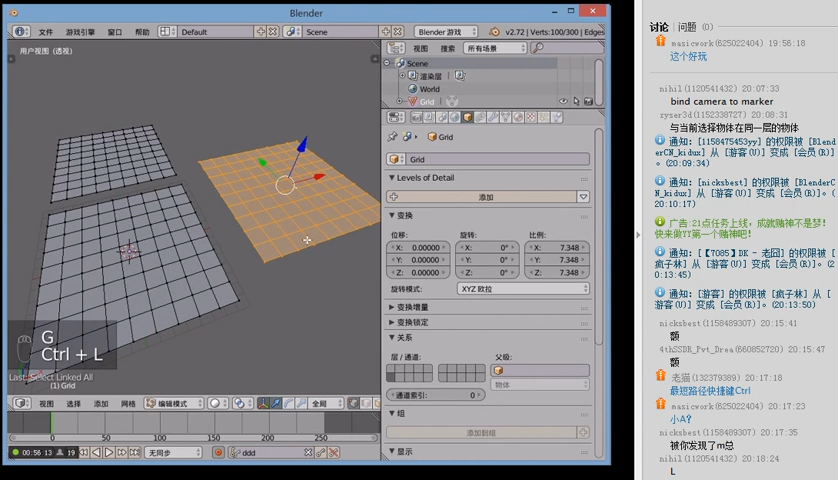 Blender
文件
游戏引擎
窗口
帮助
Default
Scene
Blender 游戏
v2.72 | Verts:100/300 | Edges
用户视图 (透视)
视图
搜索
所有场景
Scene
渲染层
World
Grid
Grid
Grid
Levels of Detail
添加
变换
位移:
旋转:
比例:
X: 0.00000
X: 0°
X: 7.348
Y: 0.00000
Y: 0°
Y: 7.348
Z: 0.00000
Z: 0°
Z: 7.348
旋转模式:
XYZ 欧拉
变换增量
变换锁定
关系
层 / 通道:
父级:
物体
通道索引:
0
组
添加到组
显示
G
Ctrl + L
Last: Select Linked All
(1) Grid
视图
选择
添加
网格
编辑模式
全局
0
50
100
150
200
250
00:56:13
19
无同步
ddd
讨论
问题 (0)
masicwork(625022404) 19:56:18
这个好玩
nihil(1120541432) 20:07:33
bind camera to marker
ryser3d(1152338727) 20:08:31
与当前选择物体在同一层的物体
通知: [1158475453yy] 的权限被 [Blend
erCN_kidux] 从 [游客(U)] 变成 [会员(R)]
。(20:09:34)
通知: [nicksbest] 的权限被 [BlenderC
N_kidux] 从 [游客(U)] 变成 [会员(R)]。(
20:10:17)
广告:21点任务上线，成就赌神不是梦！
快来做YY第一个赌神吧！
通知: [【7085】DK - 老囧] 的权限被 [
疯子林] 从 [游客(U)] 变成 [会员(R)]。(2
0:13:45)
通知: [游客] 的权限被 [疯子林] 从 [
游客(U)] 变成 [会员(R)]。(20:13:50)
nicksbest(1158489307) 20:15:41
额
4thSSDR_Pvt_Drea(660852720) 20:15:47
额
老猫(132379389) 20:17:18
最短路径快捷键Ctrl
masicwork(625022404) 20:17:23
小A?
nicksbest(1158489307) 20:17:35
被你发现了m总
nihil(1120541432) 20:18:24
L